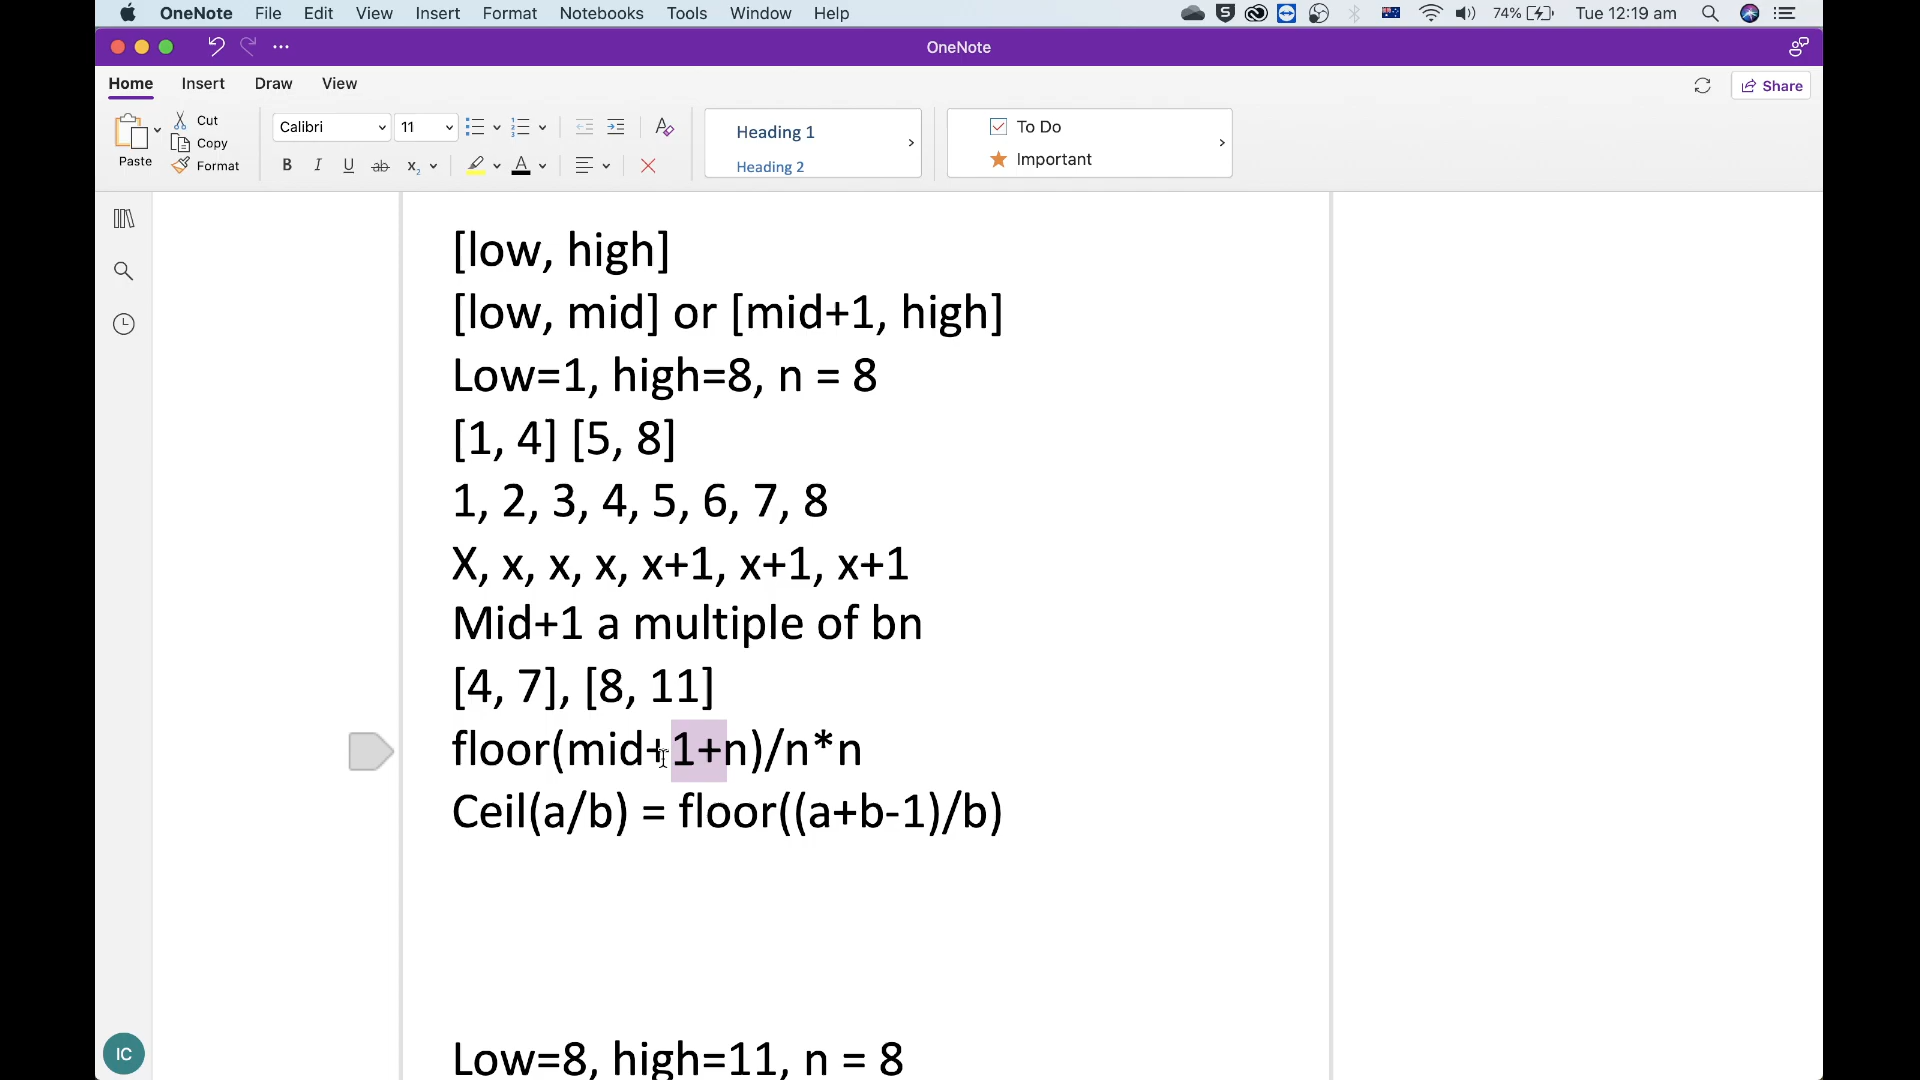 OneNote File Edit View Insert Format Notebooks Tools Window Help S 74% Tue 12:19 am
OneNote
Home Insert Draw View Share
Paste
Cut
Copy
Format
Calibri 11
B I U ab x2 A
Heading 1
Heading 2
To Do
Important
[low, high]
[low, mid] or [mid+1, high]
Low=1, high=8, n = 8
[1, 4] [5, 8]
1, 2, 3, 4, 5, 6, 7, 8
X, x, x, x, x+1, x+1, x+1
Mid+1 a multiple of bn
[4, 7], [8, 11]
floor(mid+1+n)/n*n
Ceil(a/b) = floor((a+b-1)/b)
Low=8, high=11, n = 8
IC